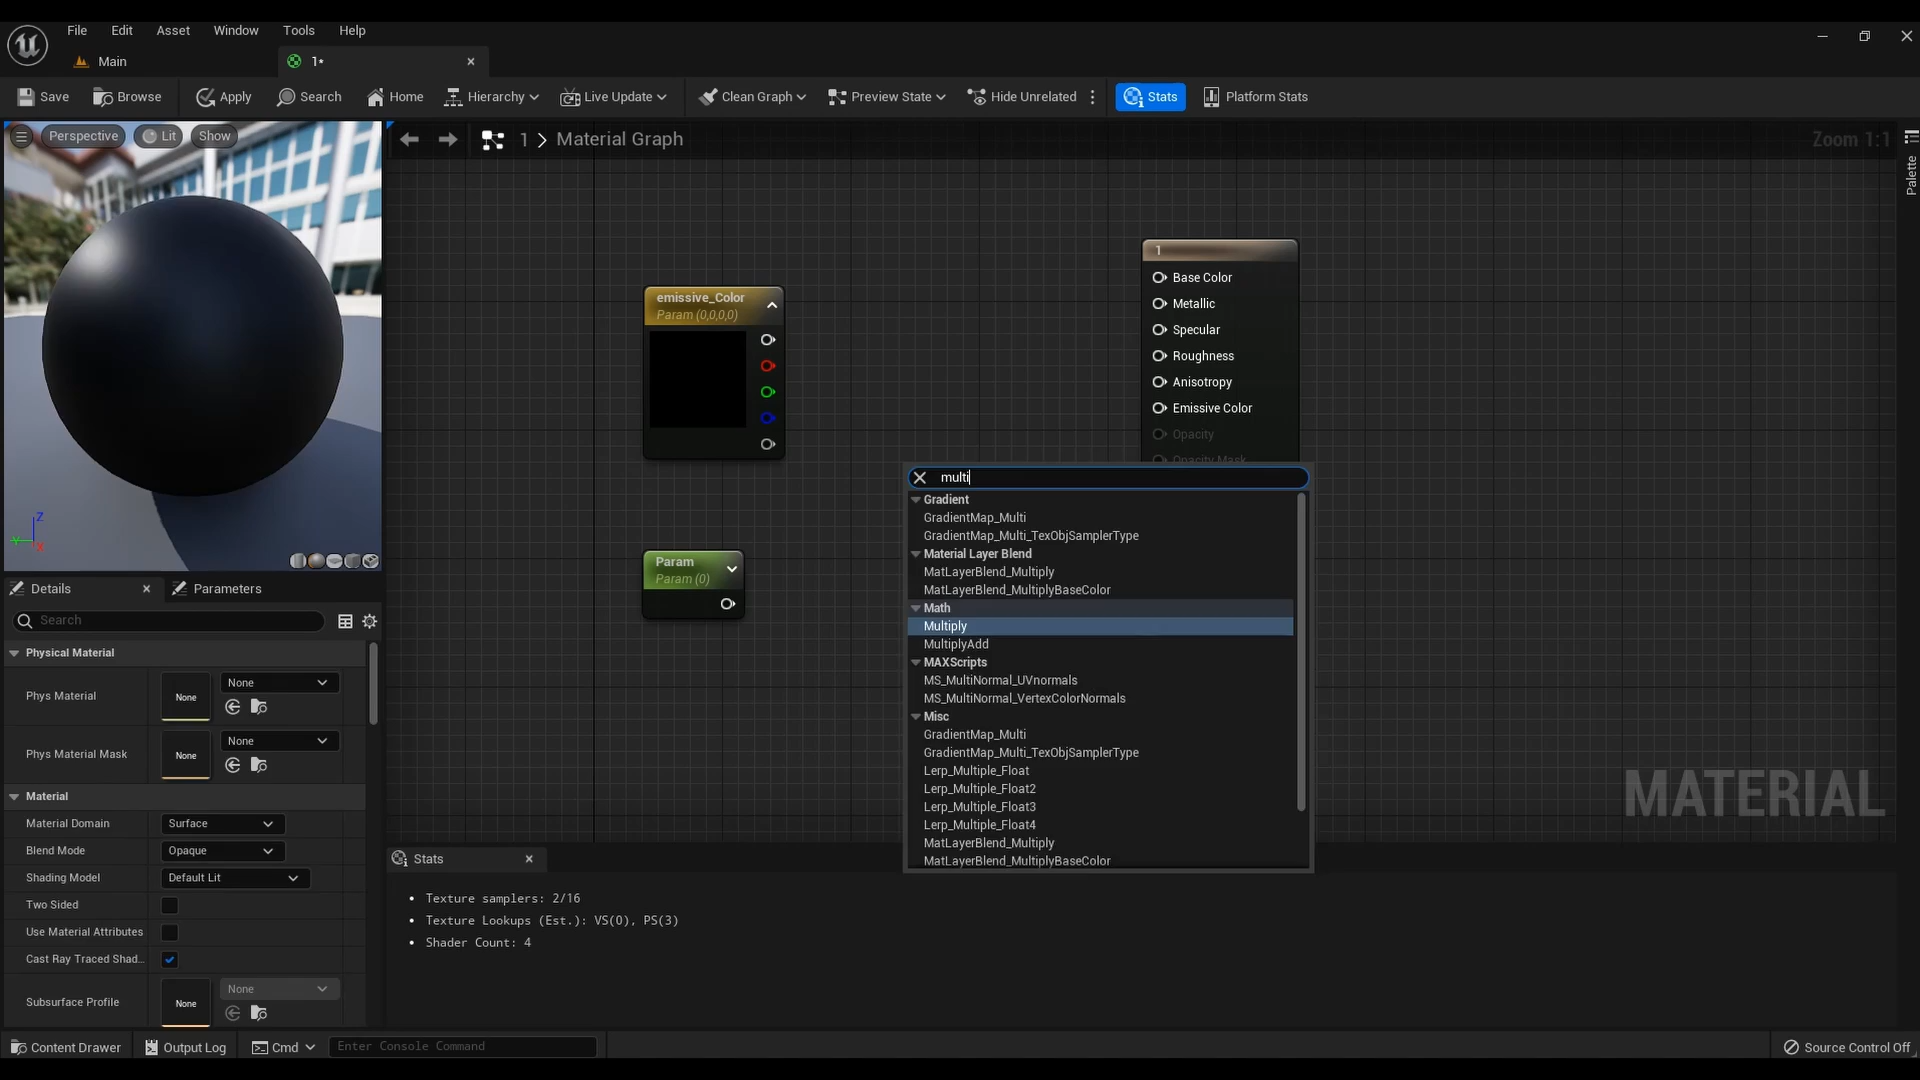 File Edit Asset Window Tools Help
Main
1*
Save Browse Apply Search Home Hierarchy Live Update Clean Graph Preview State Hide Unrelated Stats Platform Stats
Perspective Lit Show
1 > Material Graph
Zoom 1:1
Palette
emissive_Color
Param (0,0,0,0)
1
Base Color
Metallic
Specular
Roughness
Anisotropy
Emissive Color
Opacity
Opacity Mask
Param
Param (0)
multi
Gradient
GradientMap_Multi
GradientMap_Multi_TexObjSamplerType
Material Layer Blend
MatLayerBlend_Multiply
MatLayerBlend_MultiplyBaseColor
Math
Multiply
MultiplyAdd
MAXScripts
MS_MultiNormal_UVnormals
MS_MultiNormal_VertexColorNormals
Misc
GradientMap_Multi
GradientMap_Multi_TexObjSamplerType
Lerp_Multiple_Float
Lerp_Multiple_Float2
Lerp_Multiple_Float3
Lerp_Multiple_Float4
MatLayerBlend_Multiply
MatLayerBlend_MultiplyBaseColor
MATERIAL
Z
Y
X
Details Parameters
Search
Physical Material
Phys Material None None
Phys Material Mask None None
Material
Material Domain Surface
Blend Mode Opaque
Shading Model Default Lit
Two Sided
Use Material Attributes
Cast Ray Traced Shad...
Subsurface Profile None None
Stats
• Texture samplers: 2/16
• Texture Lookups (Est.): VS(0), PS(3)
• Shader Count: 4
Content Drawer Output Log Cmd Enter Console Command Source Control Off